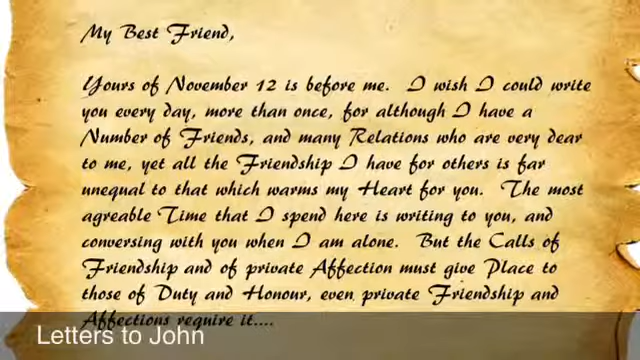 My Best Friend,
Yours of November 12 is before me. I wish I could write
you every day, more than once, for although I have a
Number of Friends, and many Relations who are very dear
to me, yet all the Friendship I have for others is far
unequal to that which warms my Heart for you. The most
agreable Time that I spend here is writing to you, and
conversing with you when I am alone. But the Calls of
Friendship and of private Affection must give Place to
those of Duty and Honour, even private Friendship and
Affections require it....
Letters to John